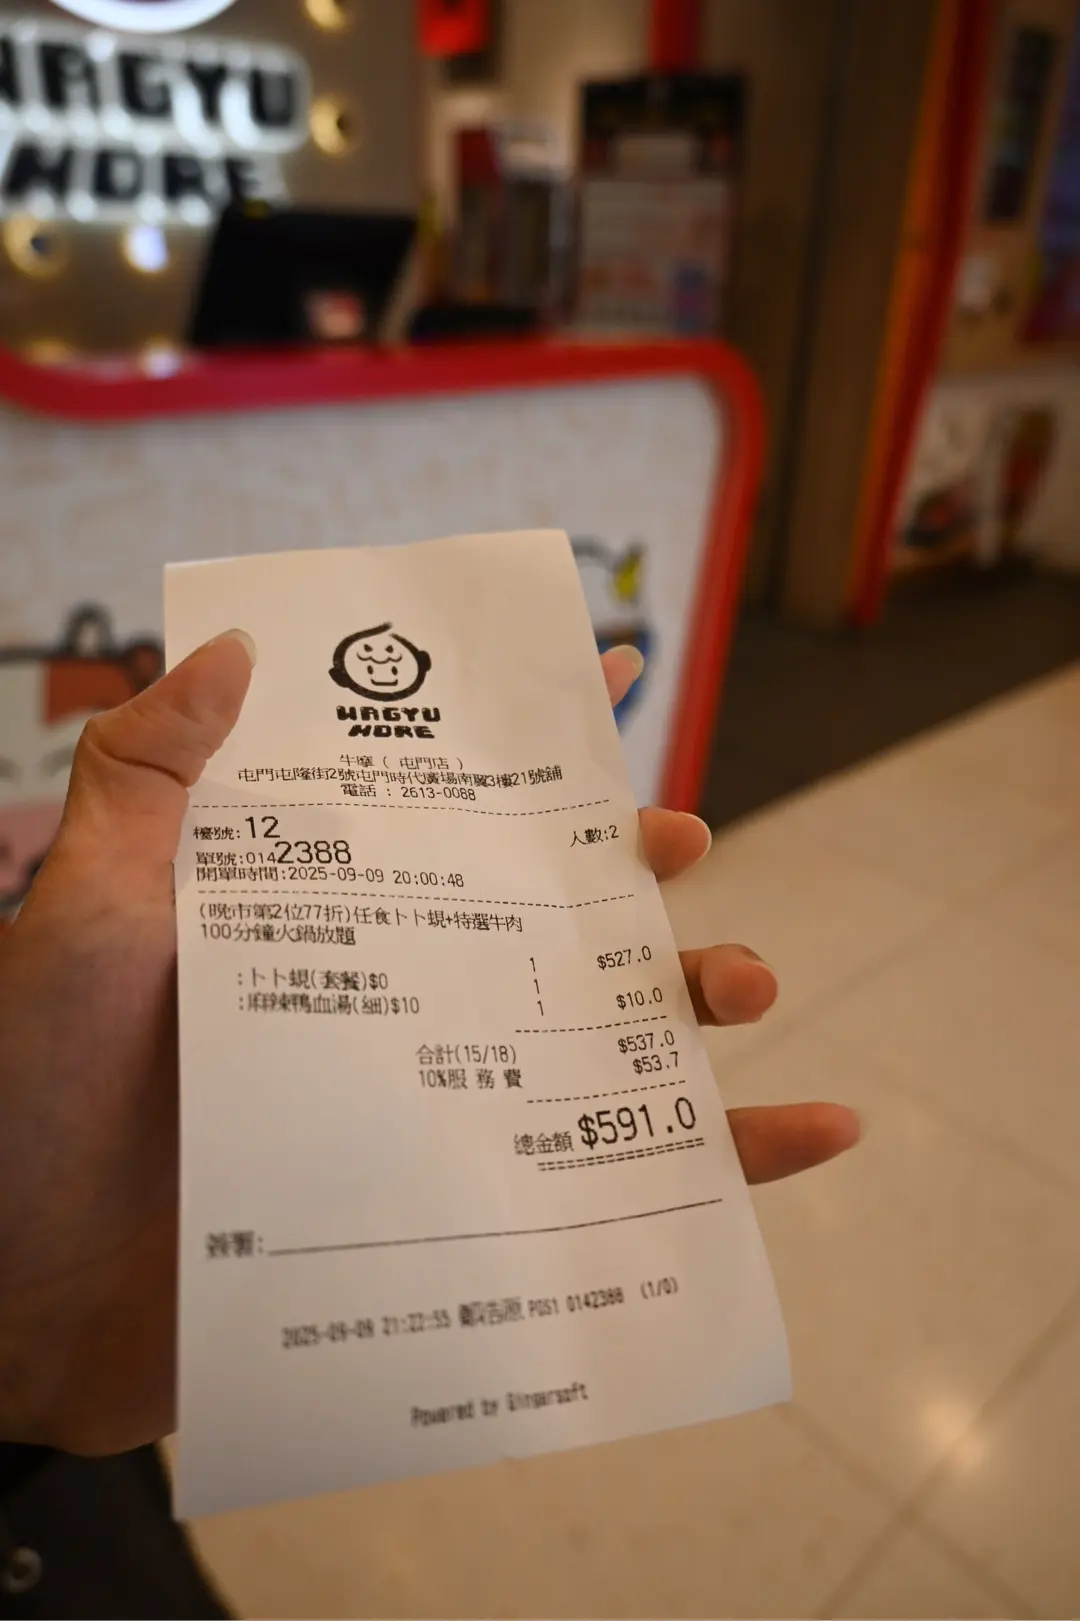 WAGYU
MORE
WAGYU
MORE
牛摩 ( 屯門店 )
屯門屯隆街2號屯門時代廣場南翼3樓21號舖
電話 : 2613-0088
檯號:12
人數:2
單號:0142388
開單時間:2025-09-09 20:00:48
(晚市第2位77折)任食卜卜蜆+特選牛肉
100分鐘火鍋放題
1 $527.0
:卜卜蜆(套餐)$0 1
:麻辣鴨血湯(細)$10 1 $10.0
合計(15/18) $537.0
10%服 務 費 $53.7
總金額 $591.0
簽署:
2025-09-09 21:22:55 POS1 0142388 (1/0)
Powered by Gingersoft